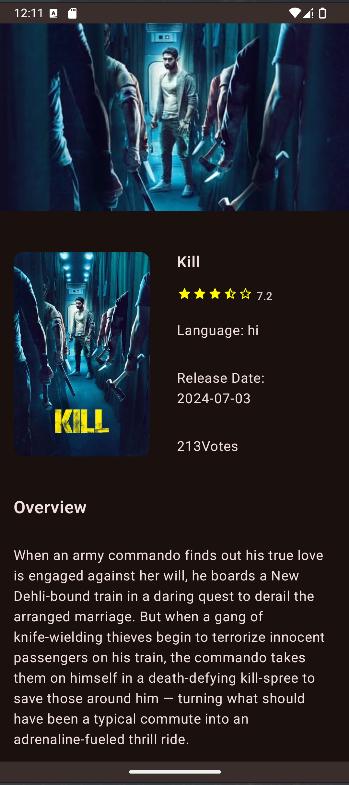 12:11
Kill
7.2
Language: hi
Release Date:
2024-07-03
213Votes
KILL
Overview
When an army commando finds out his true love
is engaged against her will, he boards a New
Dehli-bound train in a daring quest to derail the
arranged marriage. But when a gang of
knife-wielding thieves begin to terrorize innocent
passengers on his train, the commando takes
them on himself in a death-defying kill-spree to
save those around him — turning what should
have been a typical commute into an
adrenaline-fueled thrill ride.